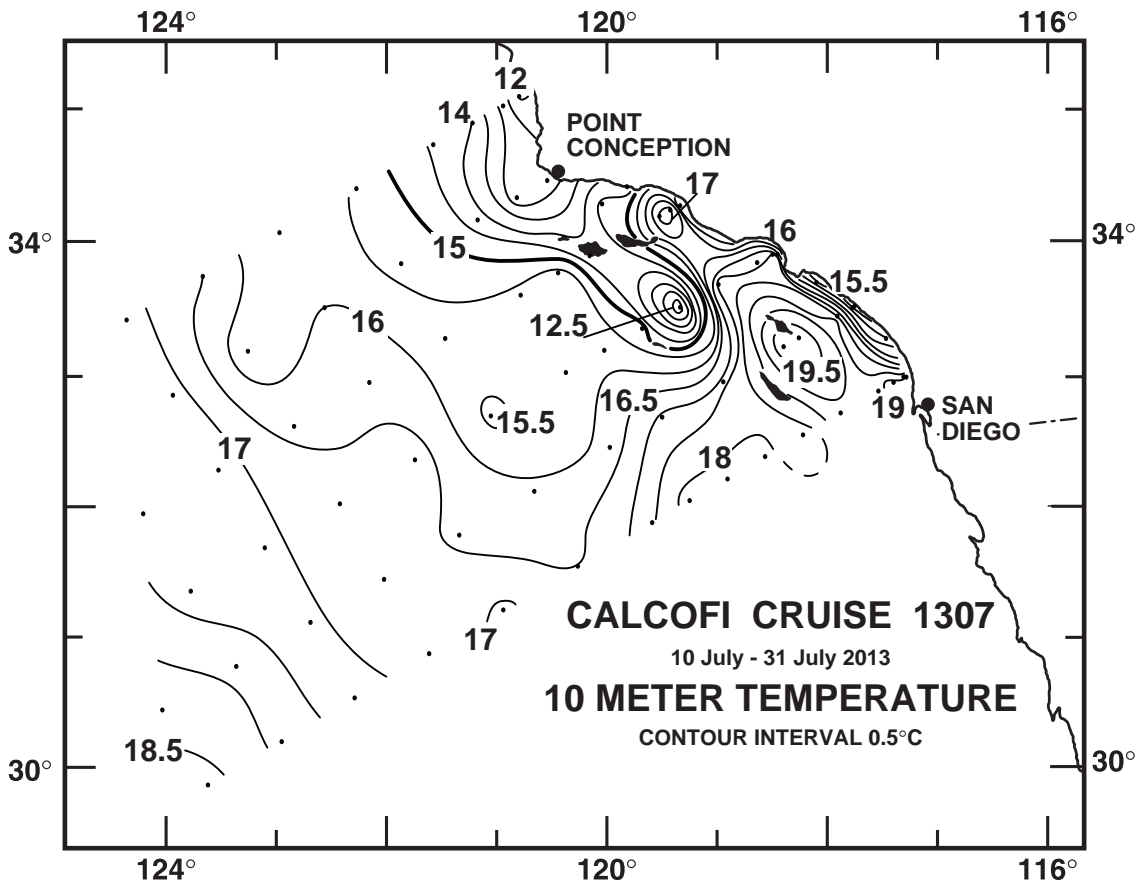 124° 120° 116°
12
14
POINT
CONCEPTION
17
34° 15 16 34°
15.5
16 12.5
19.5
16.5
15.5 19 SAN
DIEGO
17 18
17
CALCOFI CRUISE 1307
10 July - 31 July 2013
10 METER TEMPERATURE
CONTOUR INTERVAL 0.5°C
18.5
30° 30°
124° 120° 116°